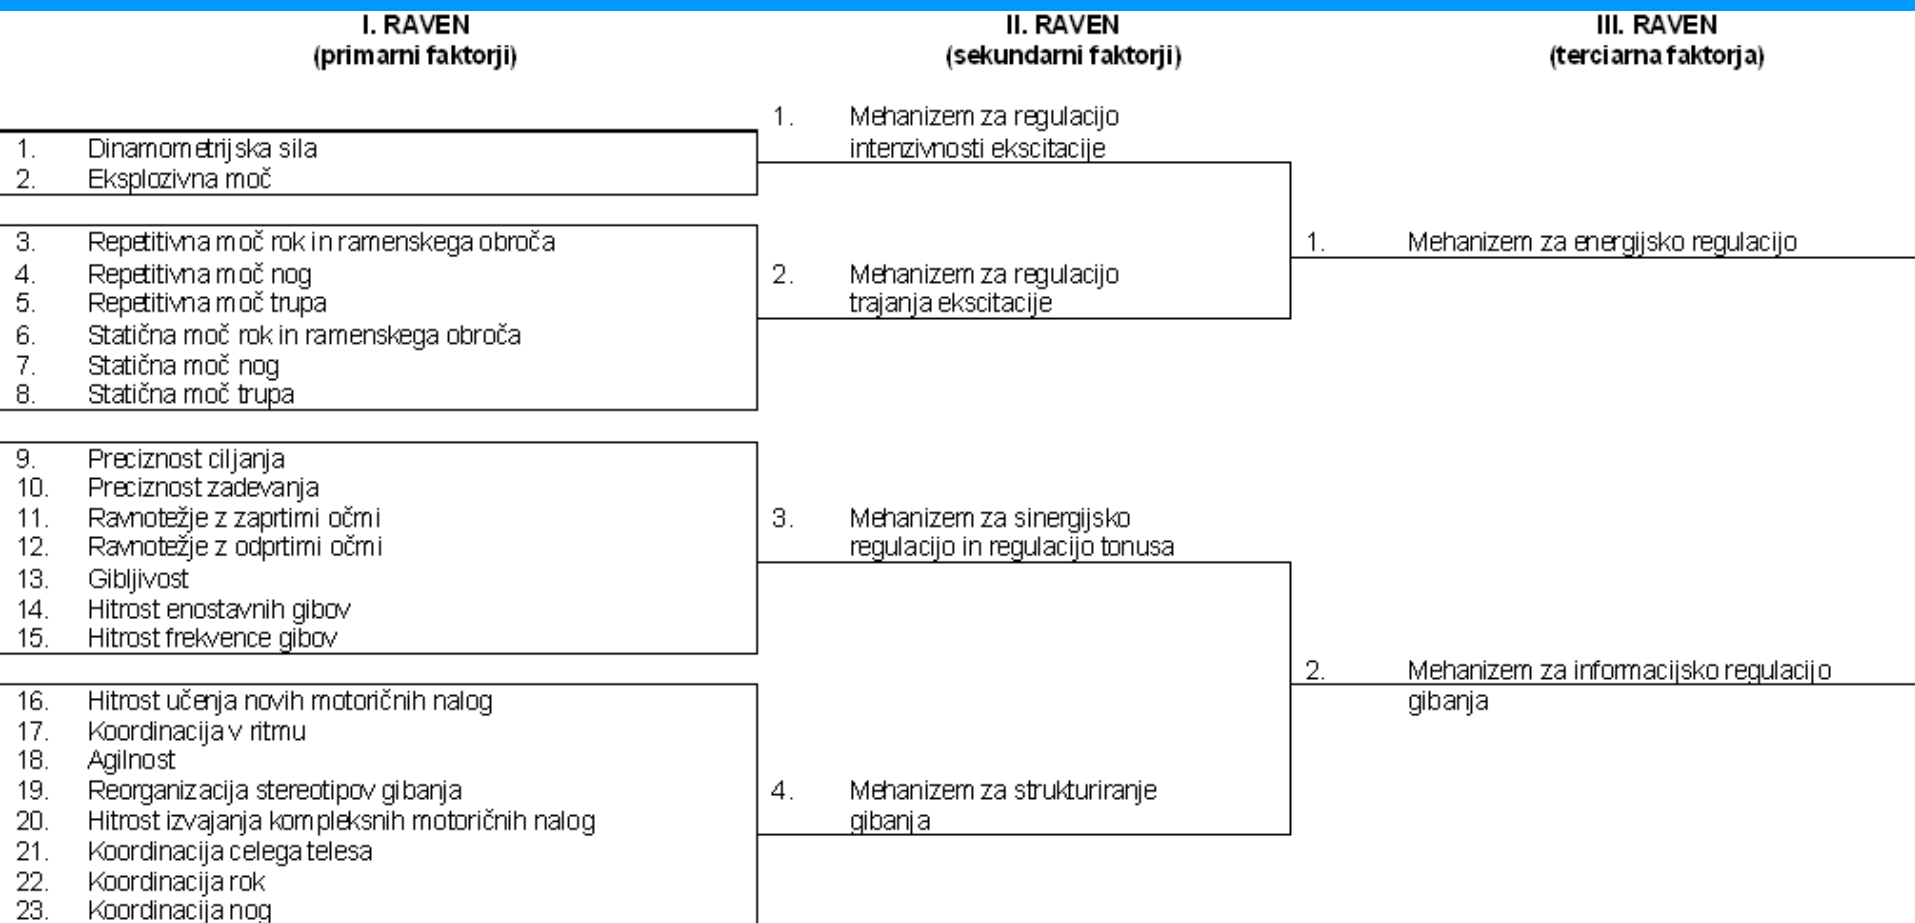 I. RAVEN
(primarni faktorji)
II. RAVEN
(sekundarni faktorji)
III. RAVEN
(terciarna faktorja)
1. Dinamometrijska sila
2. Eksplozivna moč
3. Repetitivna moč rok in ramenskega obroča
4. Repetitivna moč nog
5. Repetitivna moč trupa
6. Statična moč rok in ramenskega obroča
7. Statična moč nog
8. Statična moč trupa
9. Preciznost ciljanja
10. Preciznost zadevanja
11. Ravnotežje z zaprtimi očmi
12. Ravnotežje z odprtimi očmi
13. Gibljivost
14. Hitrost enostavnih gibov
15. Hitrost frekvence gibov
16. Hitrost učenja novih motoričnih nalog
17. Koordinacija v ritmu
18. Agilnost
19. Reorganizacija stereotipov gibanja
20. Hitrost izvajanja kompleksnih motoričnih nalog
21. Koordinacija celega telesa
22. Koordinacija rok
23. Koordinacija nog
1. Mehanizem za regulacijo
intenzivnosti ekscitacije
2. Mehanizem za regulacijo
trajanja ekscitacije
3. Mehanizem za sinergijsko
regulacijo in regulacijo tonusa
4. Mehanizem za strukturiranje
gibanja
1. Mehanizem za energijsko regulacijo
2. Mehanizem za informacijsko regulacijo
gibanja